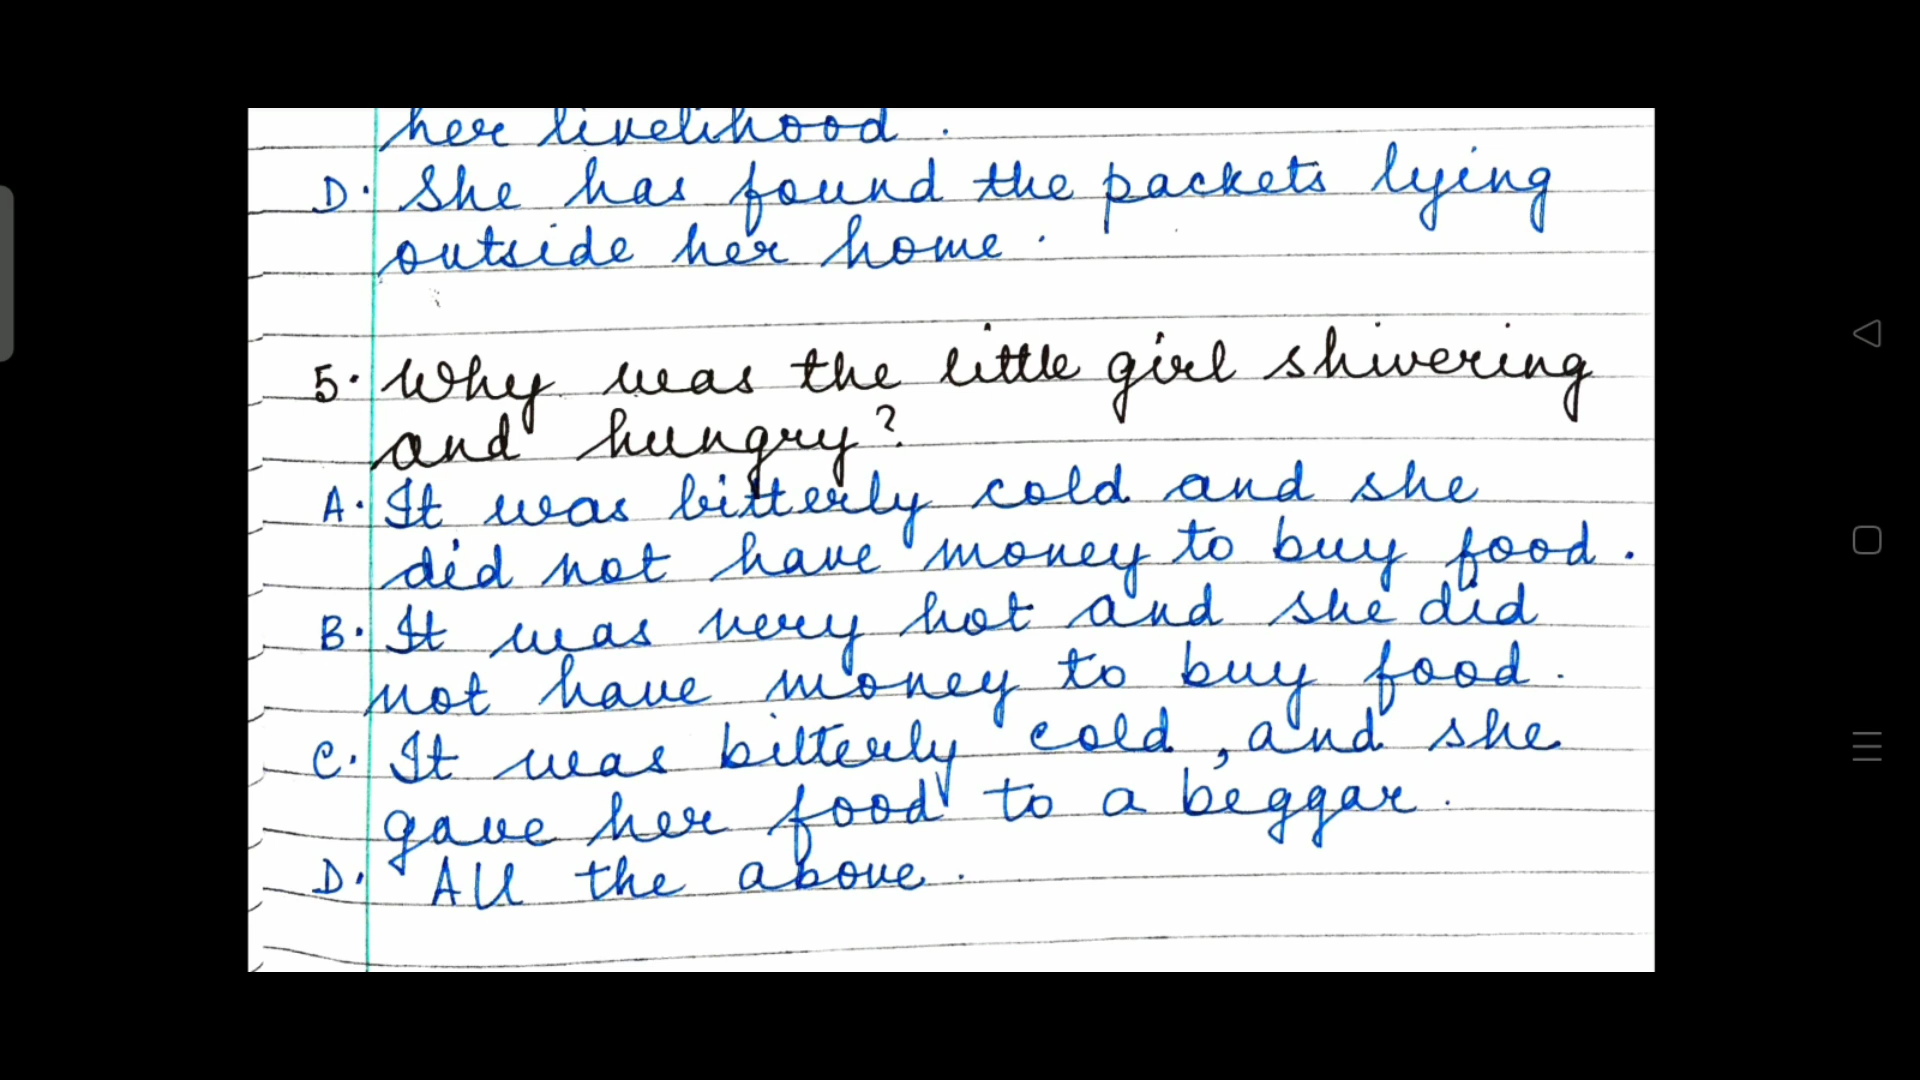 her livelihood.
D. She has found the packets lying
outside her home.
5. Why was the little girl shivering
and hungry?
A. It was bitterly cold and she
did not have money to buy food.
B. It was very hot and she did
not have money to buy food.
C. It was bitterly cold, and she
gave her food to a beggar.
D. All the above.